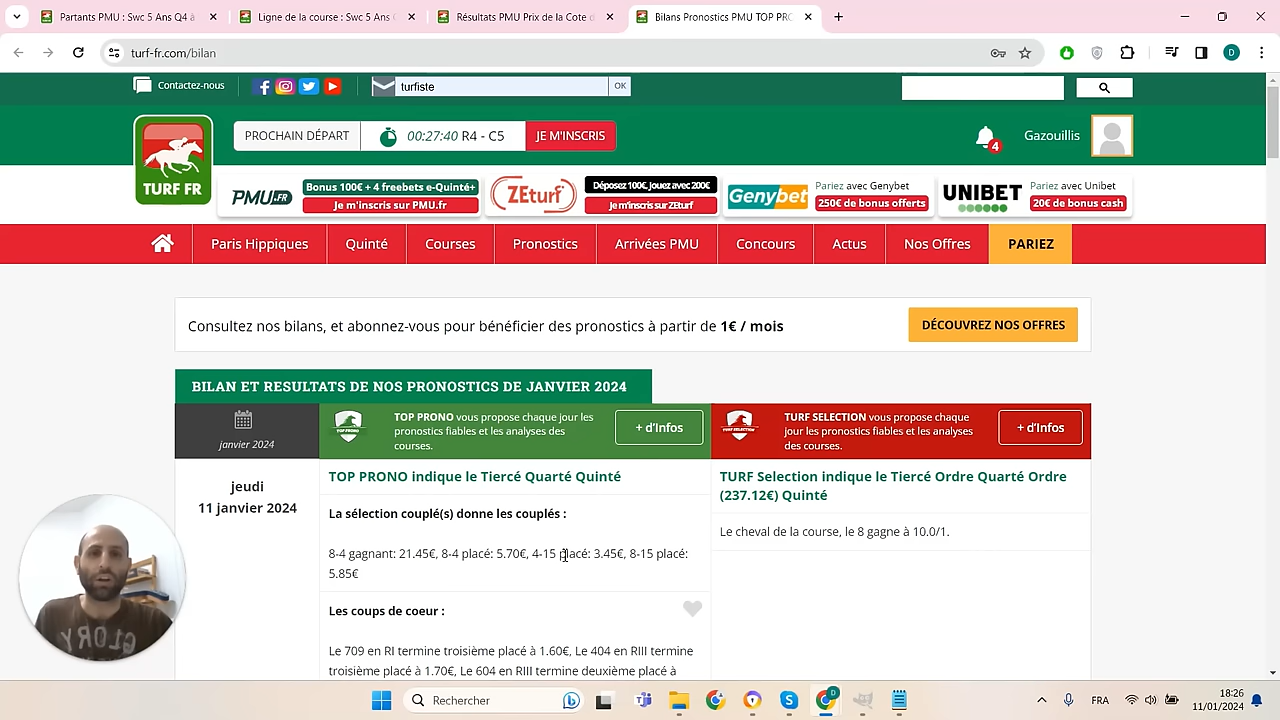 Partants PMU : Swc 5 Ans Q4 à
Ligne de la course : Swc 5 Ans
Résultats PMU Prix de la Cote d
Bilans Pronostics PMU TOP PRO
turf-fr.com/bilan
D
Contactez-nous
turfiste
OK
TURF FR
PROCHAIN DÉPART
00:27:40 R4 - C5
JE M'INSCRIS
4
Gazouillis
PMU.FR
Bonus 100€ + 4 freebets e-Quinté+
Je m'inscris sur PMU.fr
ZEturf
Déposez 100€, Jouez avec 200€
Je m'inscris sur ZEturf
Genybet
Pariez avec Genybet
250€ de bonus offerts
UNIBET
Pariez avec Unibet
20€ de bonus cash
Paris Hippiques
Quinté
Courses
Pronostics
Arrivées PMU
Concours
Actus
Nos Offres
PARIEZ
Consultez nos bilans, et abonnez-vous pour bénéficier des pronostics à partir de 1€ / mois
DÉCOUVREZ NOS OFFRES
BILAN ET RESULTATS DE NOS PRONOSTICS DE JANVIER 2024
janvier 2024
TOP PRONO
TOP PRONO vous propose chaque jour les
pronostics fiables et les analyses des
courses.
+ d'Infos
TURF SELECTION
TURF SELECTION vous propose chaque
jour les pronostics fiables et les analyses
des courses.
+ d'Infos
jeudi
11 janvier 2024
TOP PRONO indique le Tiercé Quarté Quinté
La sélection couplé(s) donne les couplés :
8-4 gagnant: 21.45€, 8-4 placé: 5.70€, 4-15 placé: 3.45€, 8-15 placé:
5.85€
Les coups de coeur :
Le 709 en RI termine troisième placé à 1.60€, Le 404 en RIII termine
troisième placé à 1.70€, Le 604 en RIII termine deuxième placé à
TURF Selection indique le Tiercé Ordre Quarté Ordre
(237.12€) Quinté
Le cheval de la course, le 8 gagne à 10.0/1.
GLORY
Rechercher
FRA
18:26
11/01/2024